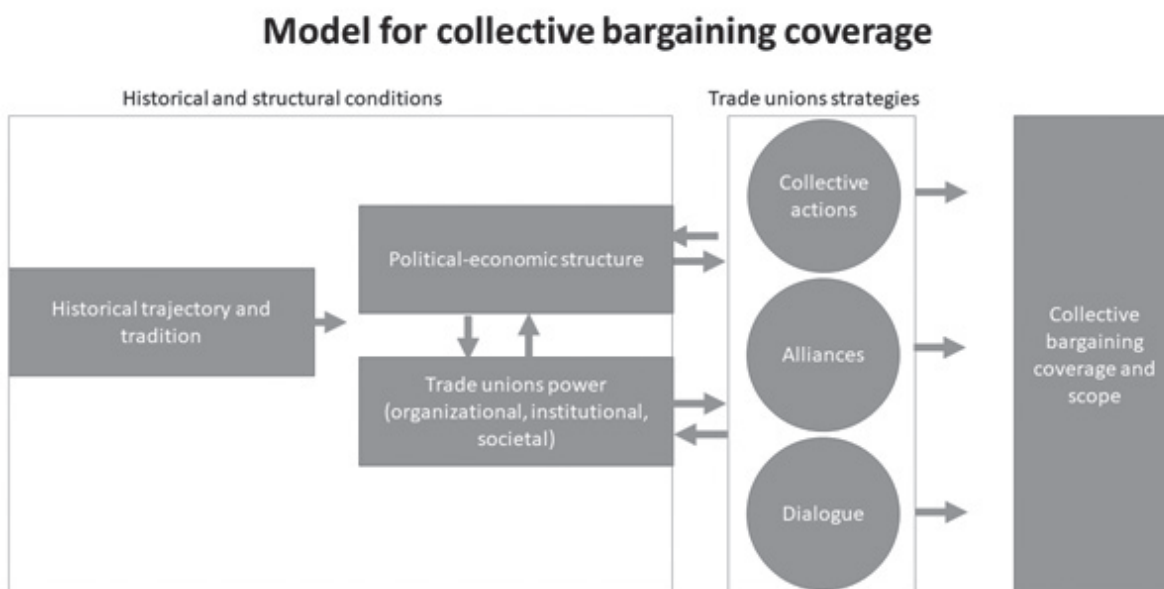 Model for collective bargaining coverage
Historical and structural conditions
Trade unions strategies
Historical trajectory and
tradition
Political-economic structure
Trade unions power
(organizational, institutional,
societal)
Collective
actions
Alliances
Dialogue
Collective
bargaining
coverage and
scope